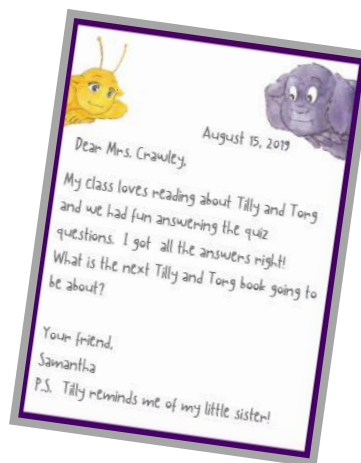 August 15, 2019
Dear Mrs. Crawley,
My class loves reading about Tilly and Torg
and we had fun answering the quiz
questions. I got all the answers right!
What is the next Tilly and Torg book going to
be about?
Your friend,
Samantha
P.S. Tilly reminds me of my little sister!